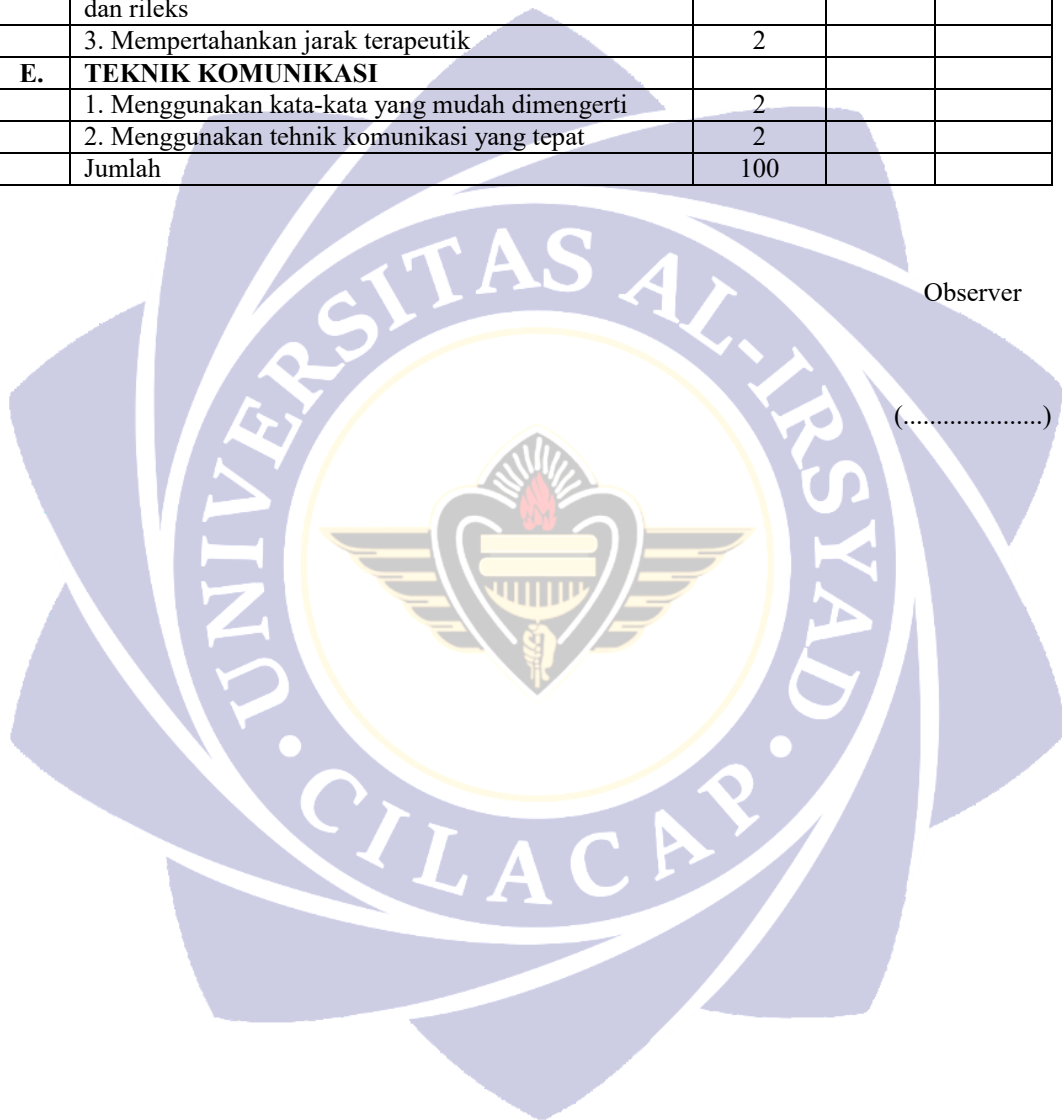 dan rileks
3. Mempertahankan jarak terapeutik 2
E. TEKNIK KOMUNIKASI
1. Menggunakan kata-kata yang mudah dimengerti 2
2. Menggunakan tehnik komunikasi yang tepat 2
Jumlah 100
Observer
(.....................)
UNIVERSITAS AL-IRSYAD
• CILACAP •